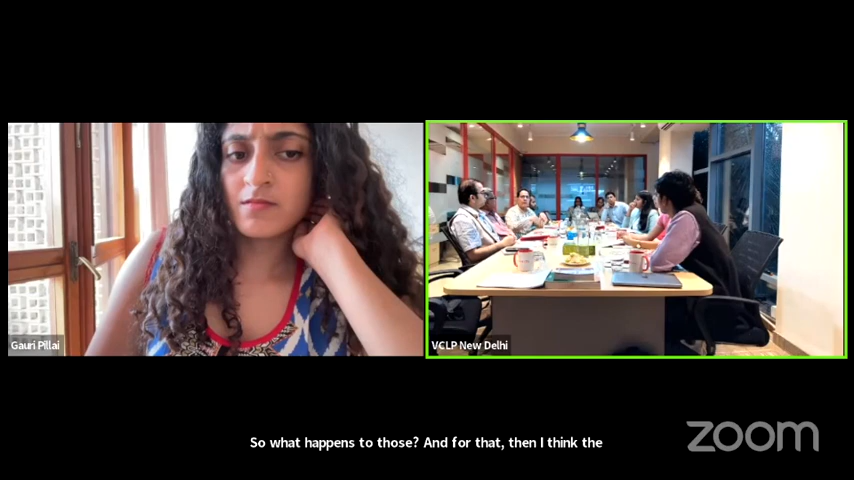 Gauri Pillai
VCLP New Delhi
So what happens to those? And for that, then I think the
zoom